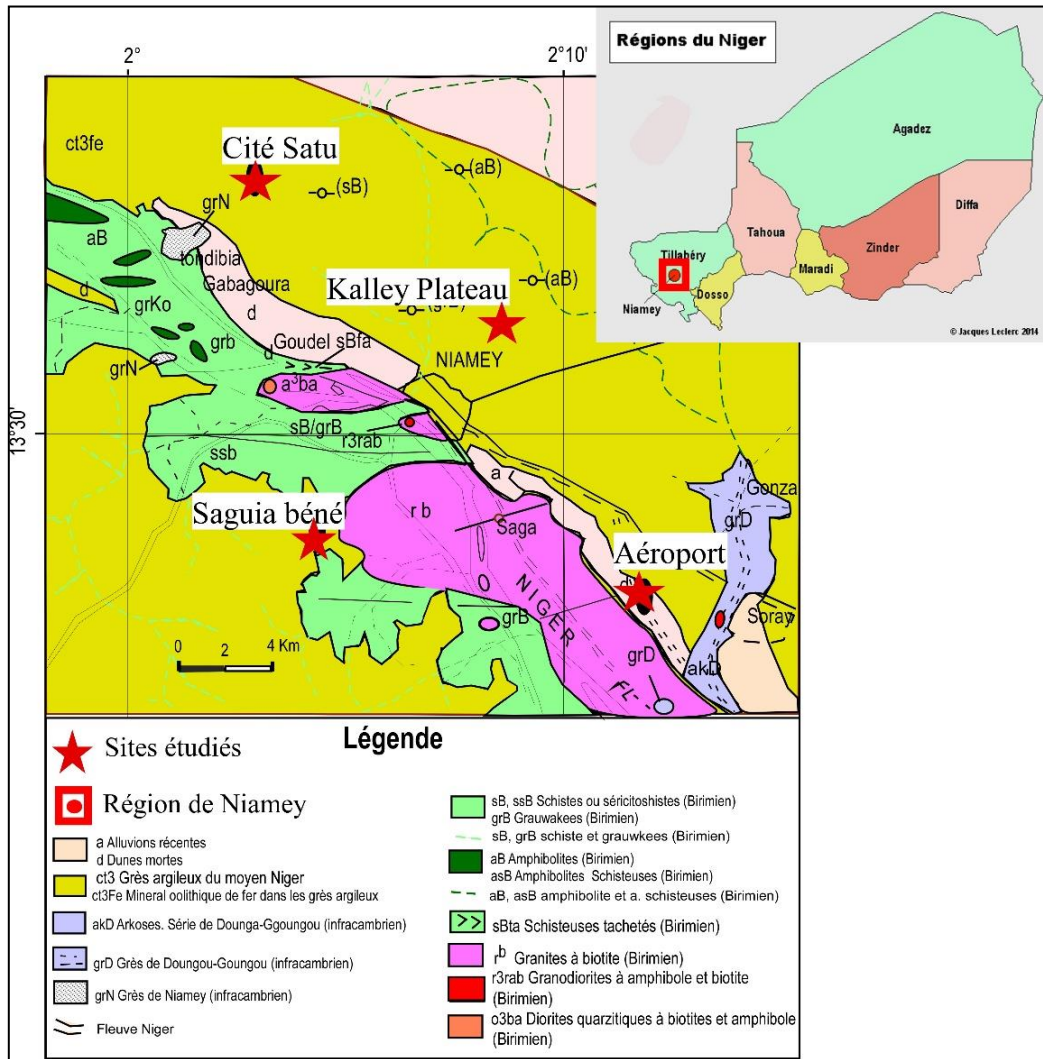 Régions du Niger
Agadez
Tahoua
Diffa
Zinder
Tillabéry
Maradi
Dosso
Niamey
© Jacques Leclerc 2014
2°
2°10'
13°30'
ct3fe
Cité Satu
(aB)
(sB)
grN
aB
tondibia
Gabagoura
d
(aB)
Kalley Plateau
d
grKo
grb
d
Goudel sBfa
NIAMEY
grN
a³ba
sB/grB
r3rab
ssb
a
Gonza
Saguia béné
r b
Saga
grD
Aéroport
NIGER
grB
Soray
grD
akD
FL
0 2 4 Km
Légende
Sites étudiés
Région de Niamey
a Alluvions récentes
d Dunes mortes
ct3 Grès argileux du moyen Niger
ct3Fe Mineral oolithique de fer dans les grès argileux
akD Arkoses. Série de Dounga-Ggoungou (infracambrien)
grD Grès de Doungou-Goungou (infracambrien)
grN Grès de Niamey (infracambrien)
Fleuve Niger
sB, ssB Schistes ou séricitoshistes (Birimien)
grB Grauwakees (Birimien)
sB, grB schiste et grauwkees (Birimien)
aB Amphibolites (Birimien)
asB Amphibolites Schisteuses (Birimien)
aB, asB amphibolite et a. schisteuses (Birimien)
sBta Schisteuses tachetés (Birimien)
rb Granites à biotite (Birimien)
r3rab Granodiorites à amphibole et biotite
(Birimien)
o3ba Diorites quarzitiques à biotites et amphibole
(Birimien)